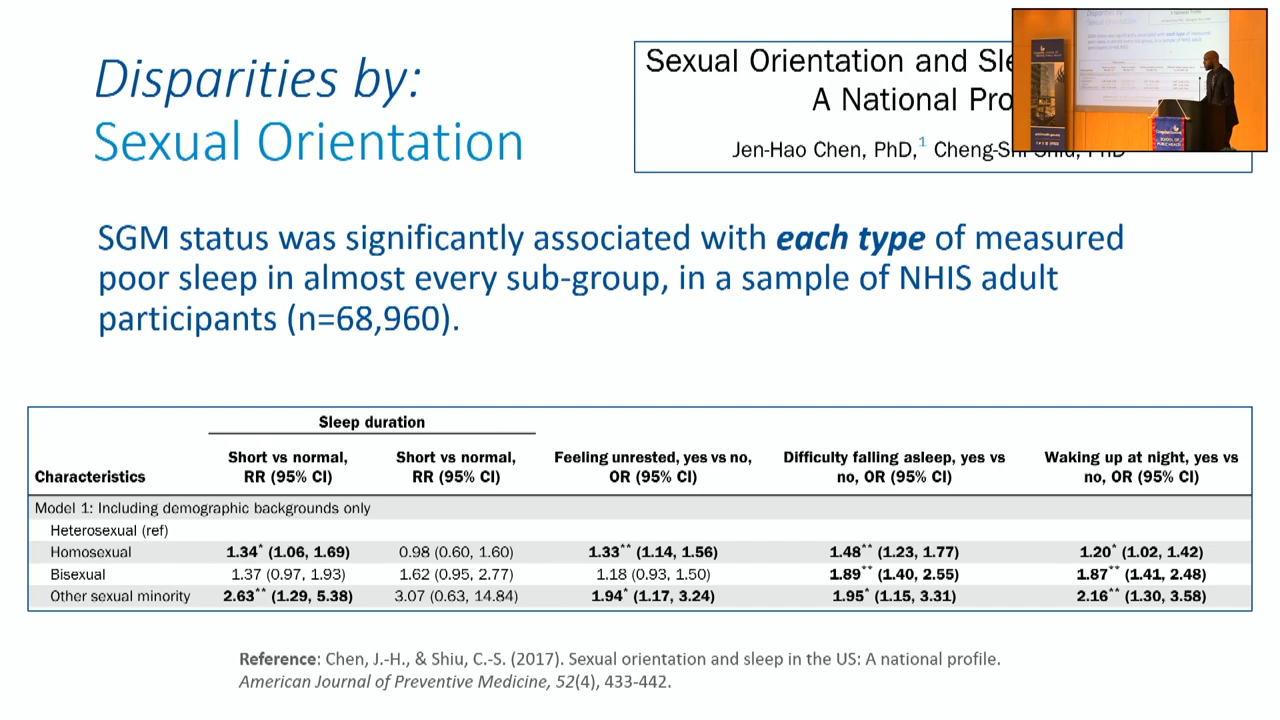 Disparities by:
Sexual Orientation
Sexual Orientation and
A National
Jen-Hao Chen, PhD,¹ PhD
SGM status was significantly associated with each type of measured
poor sleep in almost every sub-group, in a sample of NHIS adult
participants (n=68,960).
Sleep duration
Characteristics
Short vs normal,
RR (95% CI)
Short vs normal,
RR (95% CI)
Feeling unrested, yes vs no,
OR (95% CI)
Difficulty falling asleep, yes vs
no, OR (95% CI)
Waking up at night, yes vs
no, OR (95% CI)
Model 1: Including demographic backgrounds only
Heterosexual (ref)
Homosexual 1.34* (1.06, 1.69) 0.98 (0.60, 1.60) 1.33** (1.14, 1.56) 1.48** (1.23, 1.77) 1.20* (1.02, 1.42)
Bisexual 1.37 (0.97, 1.93) 1.62 (0.95, 2.77) 1.18 (0.93, 1.50) 1.89** (1.40, 2.55) 1.87** (1.41, 2.48)
Other sexual minority 2.63** (1.29, 5.38) 3.07 (0.63, 14.84) 1.94* (1.17, 3.24) 1.95* (1.15, 3.31) 2.16** (1.30, 3.58)
Reference: Chen, J.-H., & Shiu, C.-S. (2017). Sexual orientation and sleep in the US: A national profile.
American Journal of Preventive Medicine, 52(4), 433-442.